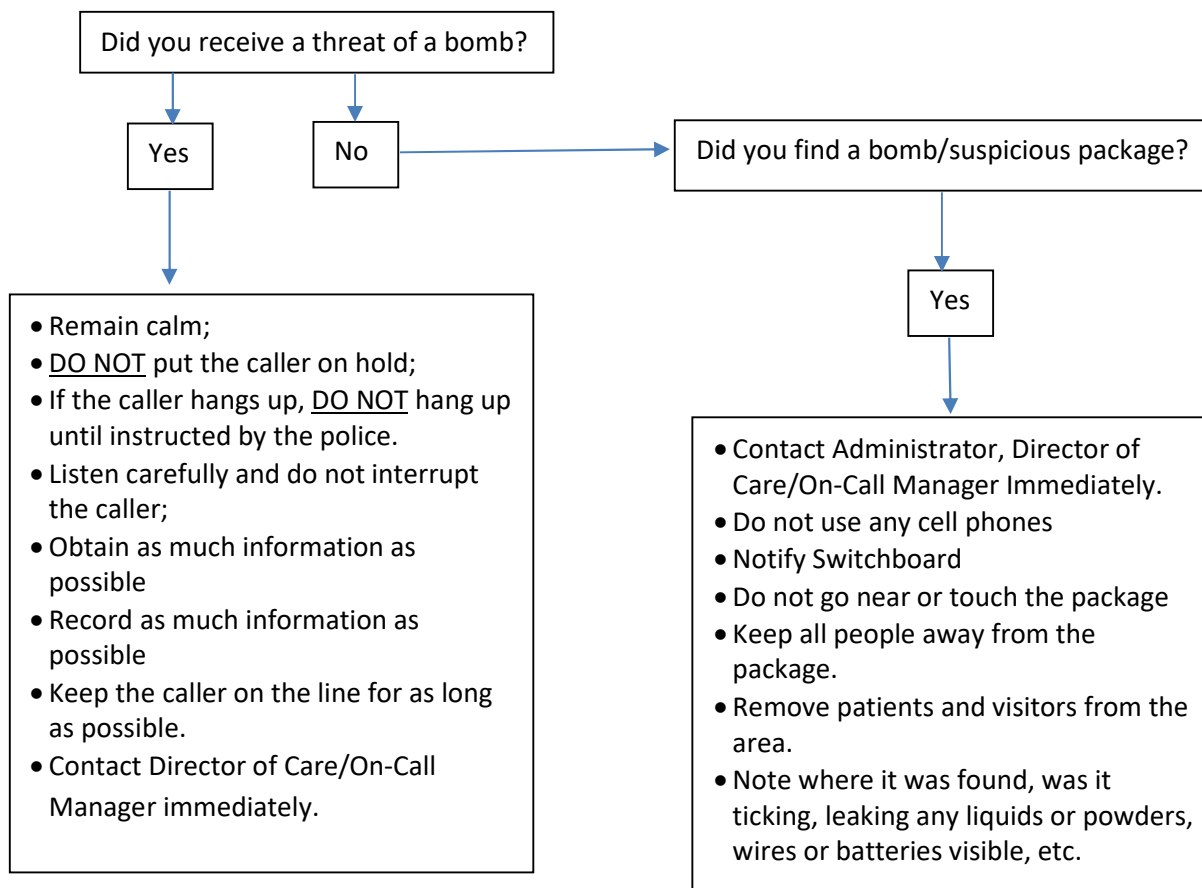 Did you receive a threat of a bomb?
Yes
No
Did you find a bomb/suspicious package?
Yes
• Remain calm;
• DO NOT put the caller on hold;
• If the caller hangs up, DO NOT hang up
until instructed by the police.
• Listen carefully and do not interrupt
the caller;
• Obtain as much information as
possible
• Record as much information as
possible
• Keep the caller on the line for as long
as possible.
• Contact Director of Care/On-Call
Manager immediately.
• Contact Administrator, Director of
Care/On-Call Manager Immediately.
• Do not use any cell phones
• Notify Switchboard
• Do not go near or touch the package
• Keep all people away from the
package.
• Remove patients and visitors from the
area.
• Note where it was found, was it
ticking, leaking any liquids or powders,
wires or batteries visible, etc.